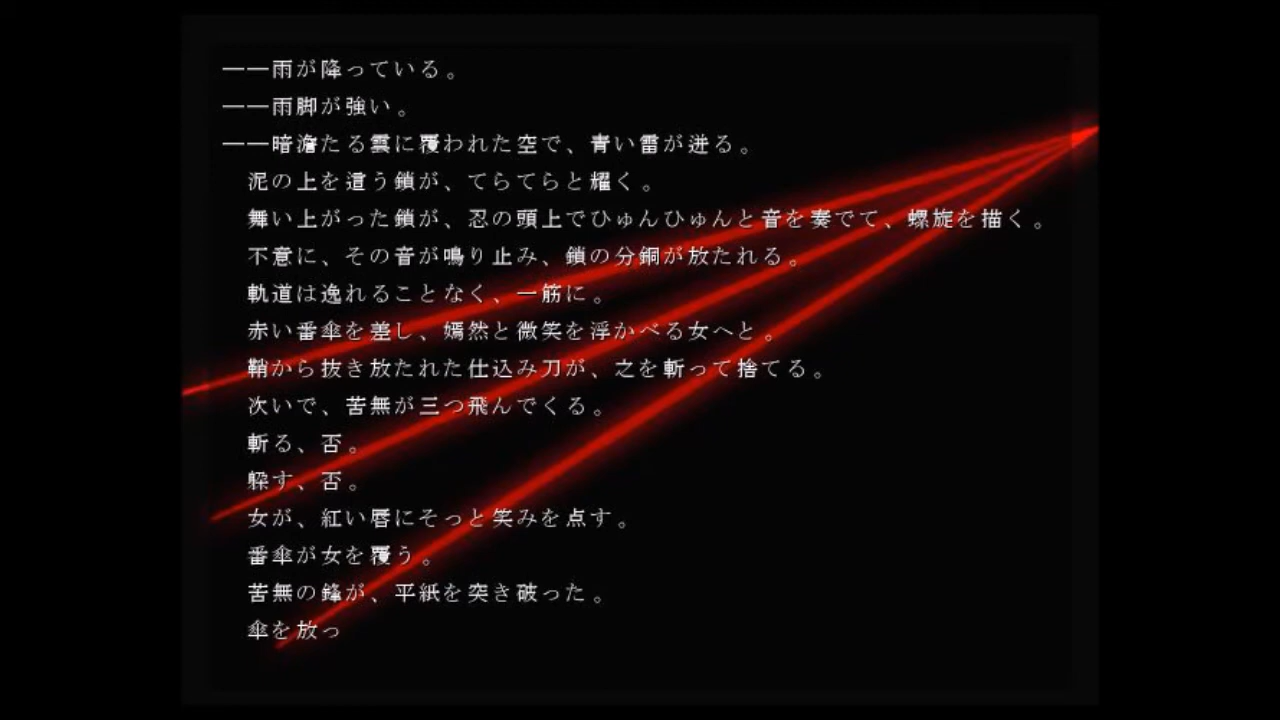 ――雨が降っている。
――雨脚が強い。
――暗澹たる雲に覆われた空で、青い雷が迸る。
泥の上を這う鎖が、てらてらと耀く。
舞い上がった鎖が、忍の頭上でひゅんひゅんと音を奏でて、螺旋を描く。
不意に、その音が鳴り止み、鎖の分銅が放たれる。
軌道は逸れることなく、一筋に。
赤い番傘を差し、嫣然と微笑を浮かべる女へと。
鞘から抜き放たれた仕込み刀が、之を斬って捨てる。
次いで、苦無が三つ飛んでくる。
斬る、否。
躱す、否。
女が、紅い唇にそっと笑みを点す。
番傘が女を覆う。
苦無の鋒が、平紙を突き破った。
傘を放っ